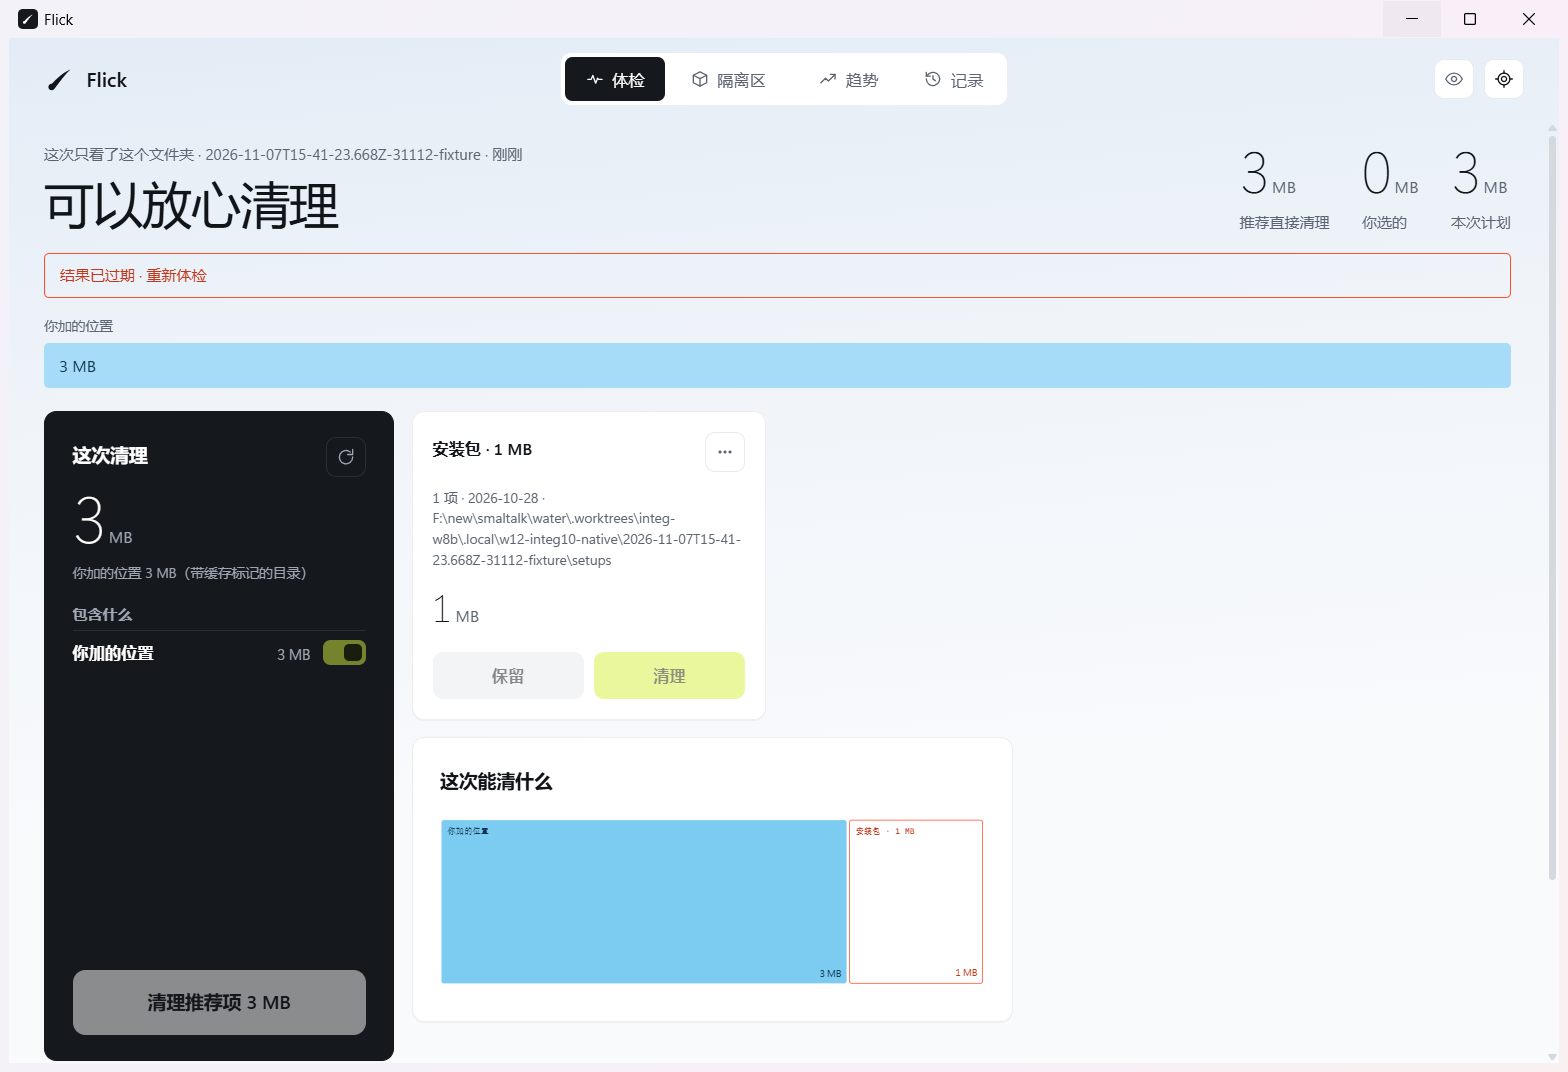 Flick
Flick
体检
隔离区
趋势
记录
这次只看了这个文件夹 · 2026-11-07T15-41-23.668Z-31112-fixture · 刚刚
可以放心清理
3 MB
推荐直接清理
0 MB
你选的
3 MB
本次计划
结果已过期 · 重新体检
你加的位置
3 MB
这次清理
3 MB
你加的位置 3 MB（带缓存标记的目录）
包含什么
你加的位置 3 MB
清理推荐项 3 MB
安装包 · 1 MB
1 项 · 2026-10-28 ·
F:\new\smaltalk\water\.worktrees\integ-
w8b\.local\w12-integ10-native\2026-11-07T15-41-
23.668Z-31112-fixture\setups
1 MB
保留
清理
这次能清什么
你加的位置
3 MB
安装包 · 1 MB
1 MB